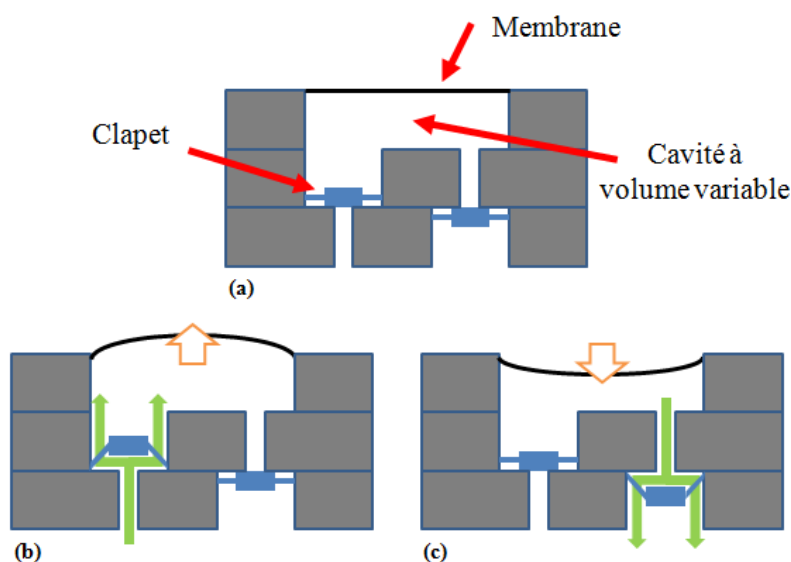 Membrane
Clapet
Cavité à
volume variable
(a)
(b)
(c)